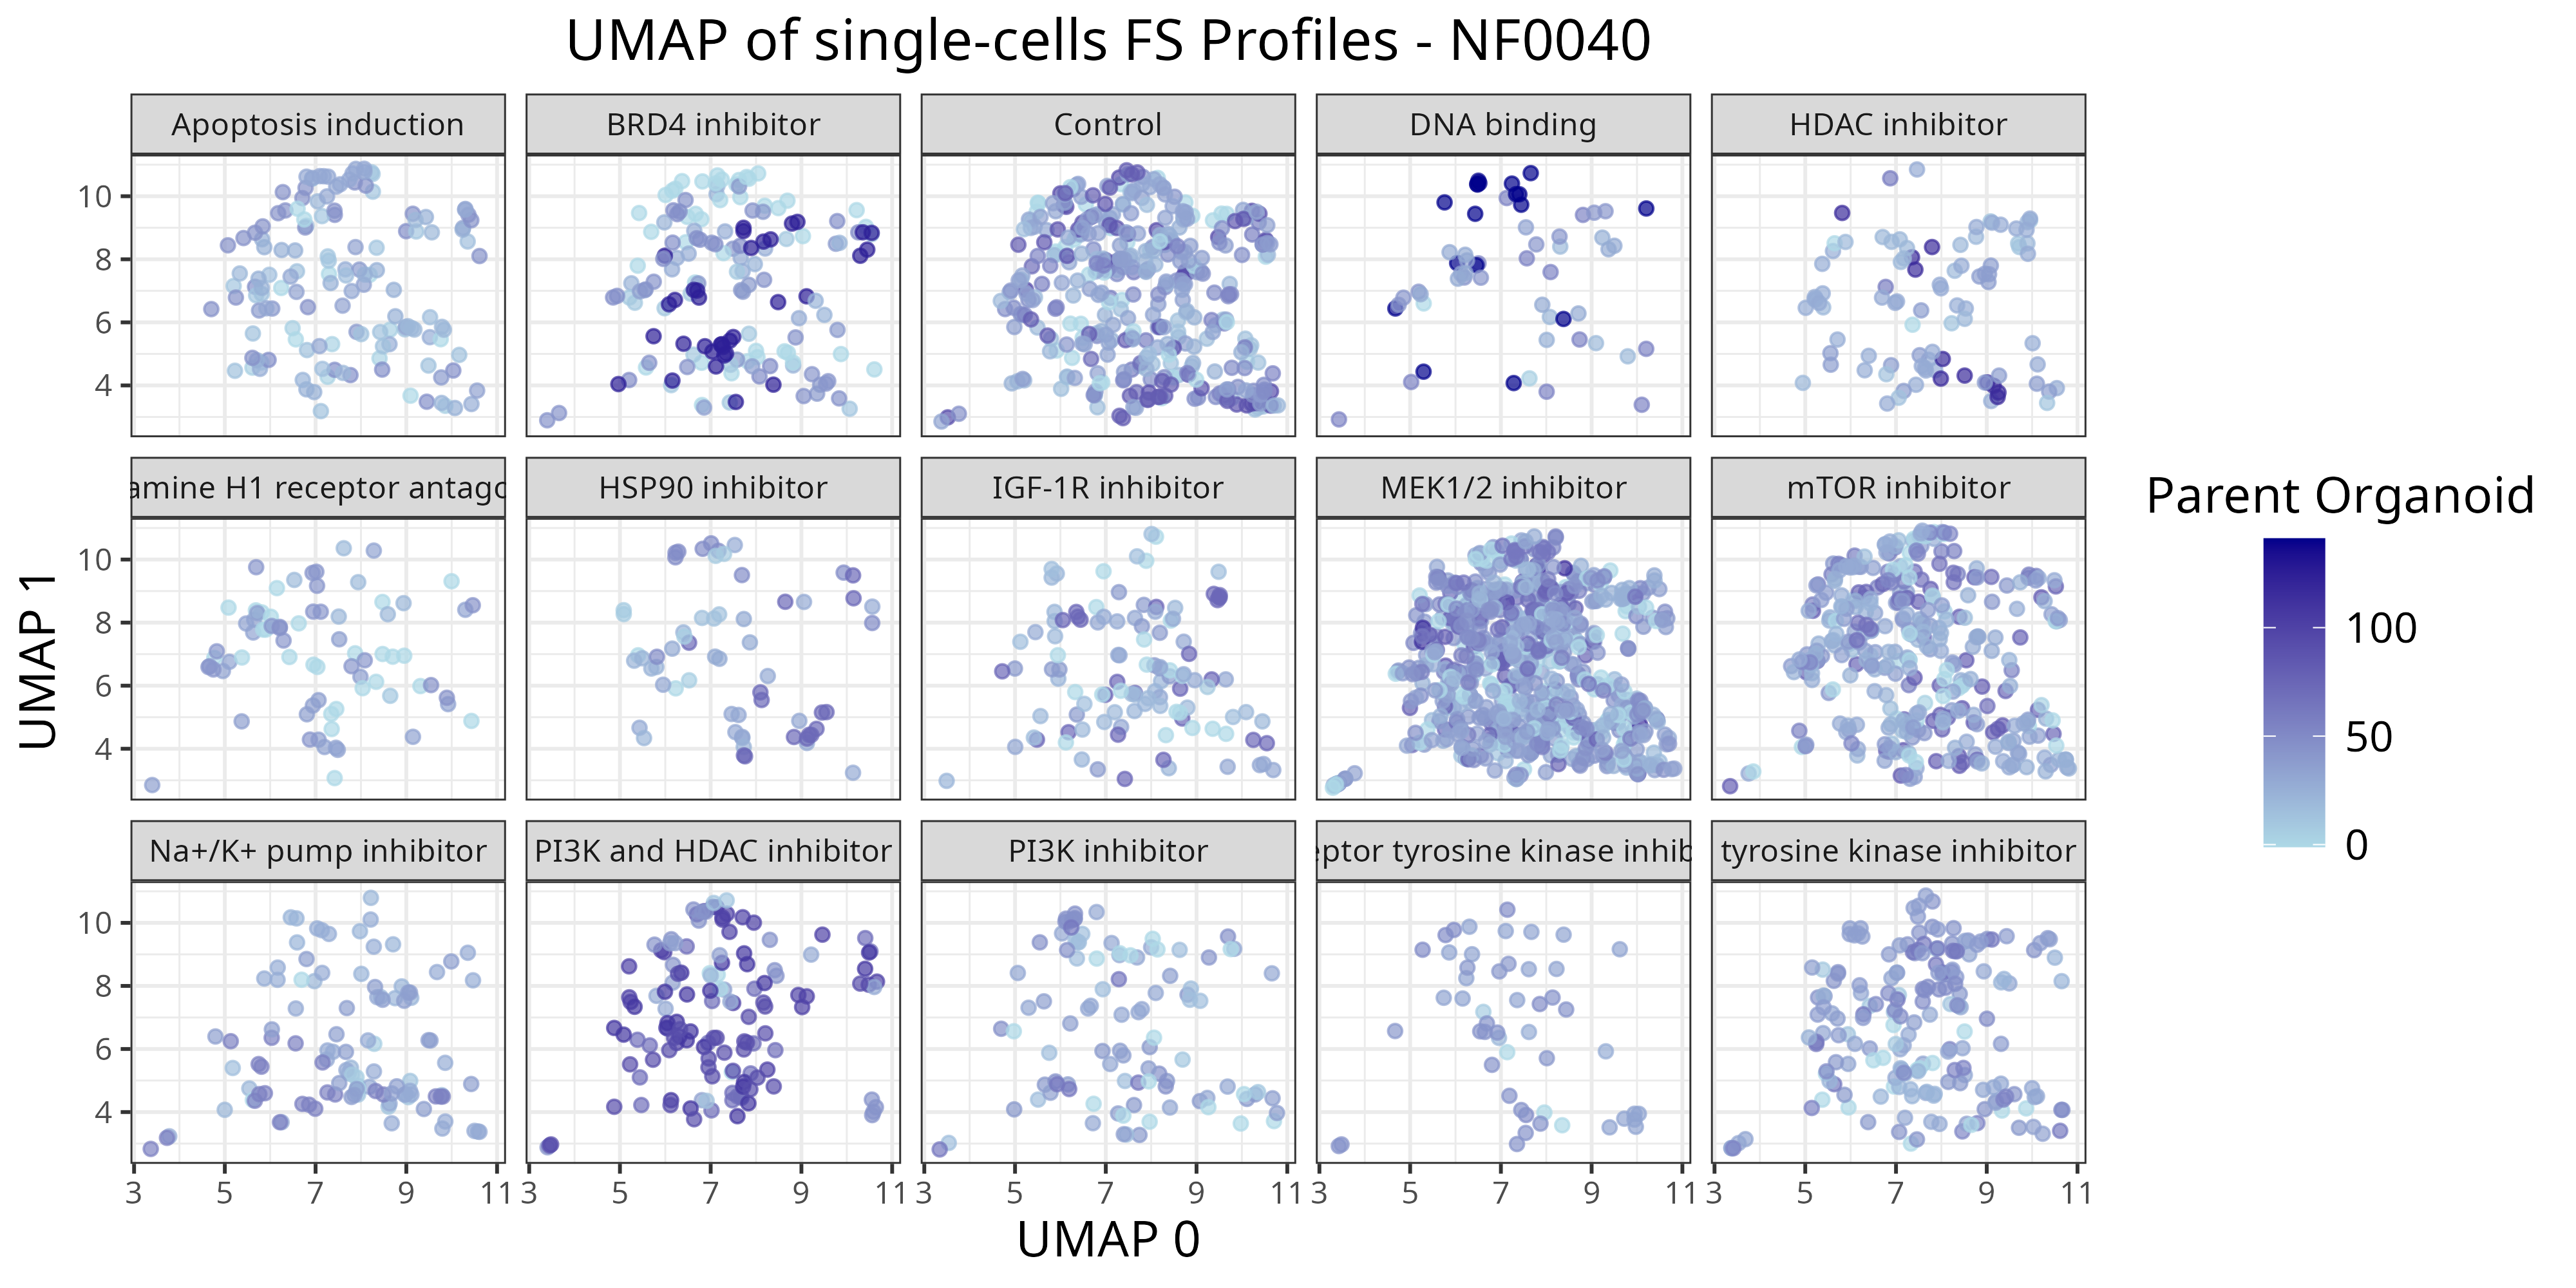 UMAP of single-cells FS Profiles - NF0040
Apoptosis induction
BRD4 inhibitor
Control
DNA binding
HDAC inhibitor
10
8
6
4
amine H1 receptor antago
HSP90 inhibitor
IGF-1R inhibitor
MEK1/2 inhibitor
mTOR inhibitor
10
8
6
4
Na+/K+ pump inhibitor
PI3K and HDAC inhibitor
PI3K inhibitor
eptor tyrosine kinase inhib
tyrosine kinase inhibitor
10
8
6
4
3 5 7 9 11
3 5 7 9 11
3 5 7 9 11
3 5 7 9 11
3 5 7 9 11
UMAP 0
UMAP 1
Parent Organoid
100
50
0